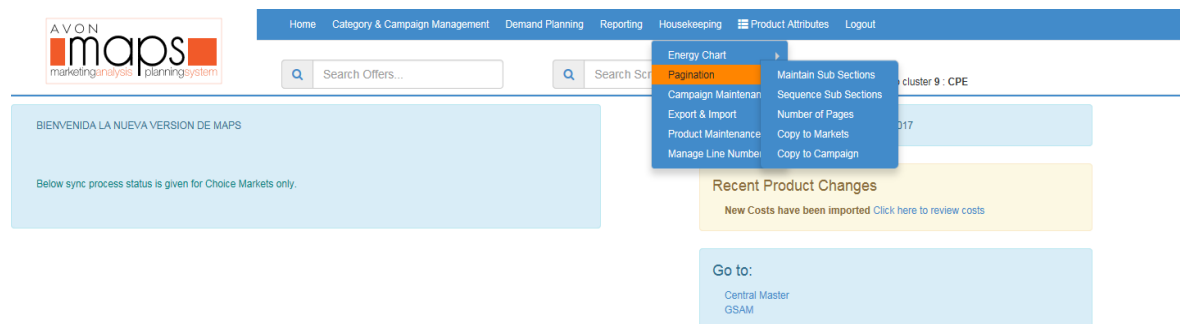 AVON
maps
marketinganalysis planningsystem
Home Category & Campaign Management Demand Planning Reporting Housekeeping Product Attributes Logout
Search Offers...
Search Scr
cluster 9 : CPE
Energy Chart
Pagination
Campaign Maintenan
Export & Import
Product Maintenance
Manage Line Number
Maintain Sub Sections
Sequence Sub Sections
Number of Pages
Copy to Markets
Copy to Campaign
BIENVENIDA LA NUEVA VERSION DE MAPS
Below sync process status is given for Choice Markets only.
017
Recent Product Changes
New Costs have been imported Click here to review costs
Go to:
Central Master
GSAM